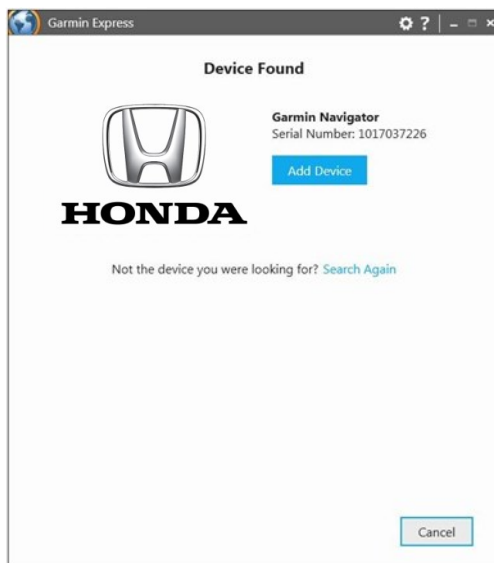 Garmin Express
?
Device Found
HONDA
Garmin Navigator
Serial Number: 1017037226
Add Device
Not the device you were looking for? Search Again
Cancel